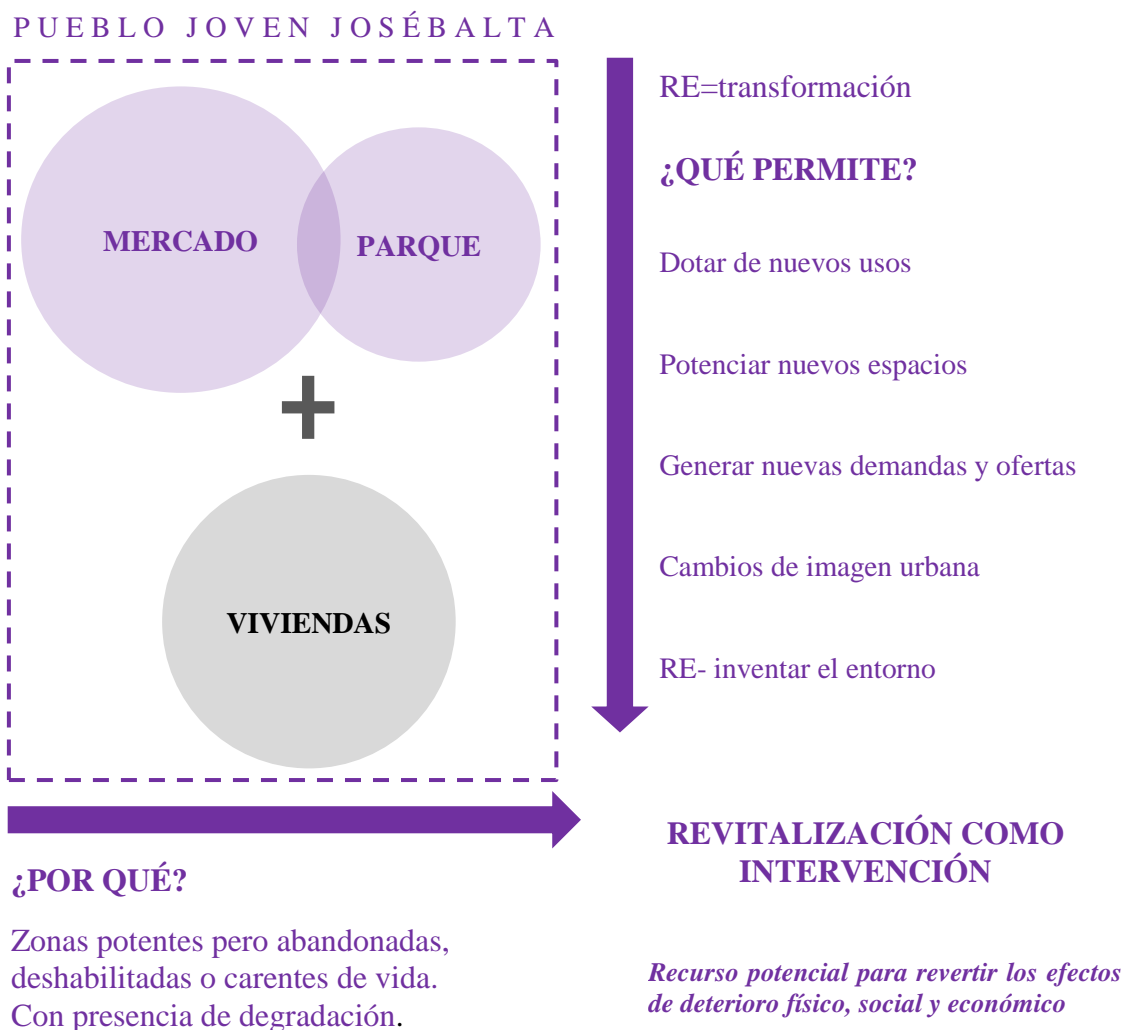 PUEBLO JOVEN JOSÉBALTA
MERCADO
PARQUE
VIVIENDAS
RE=transformación
¿QUÉ PERMITE?
Dotar de nuevos usos
Potenciar nuevos espacios
Generar nuevas demandas y ofertas
Cambios de imagen urbana
RE- inventar el entorno
¿POR QUÉ?
Zonas potentes pero abandonadas,
deshabilitadas o carentes de vida.
Con presencia de degradación.
REVITALIZACIÓN COMO
INTERVENCIÓN
Recurso potencial para revertir los efectos
de deterioro físico, social y económico